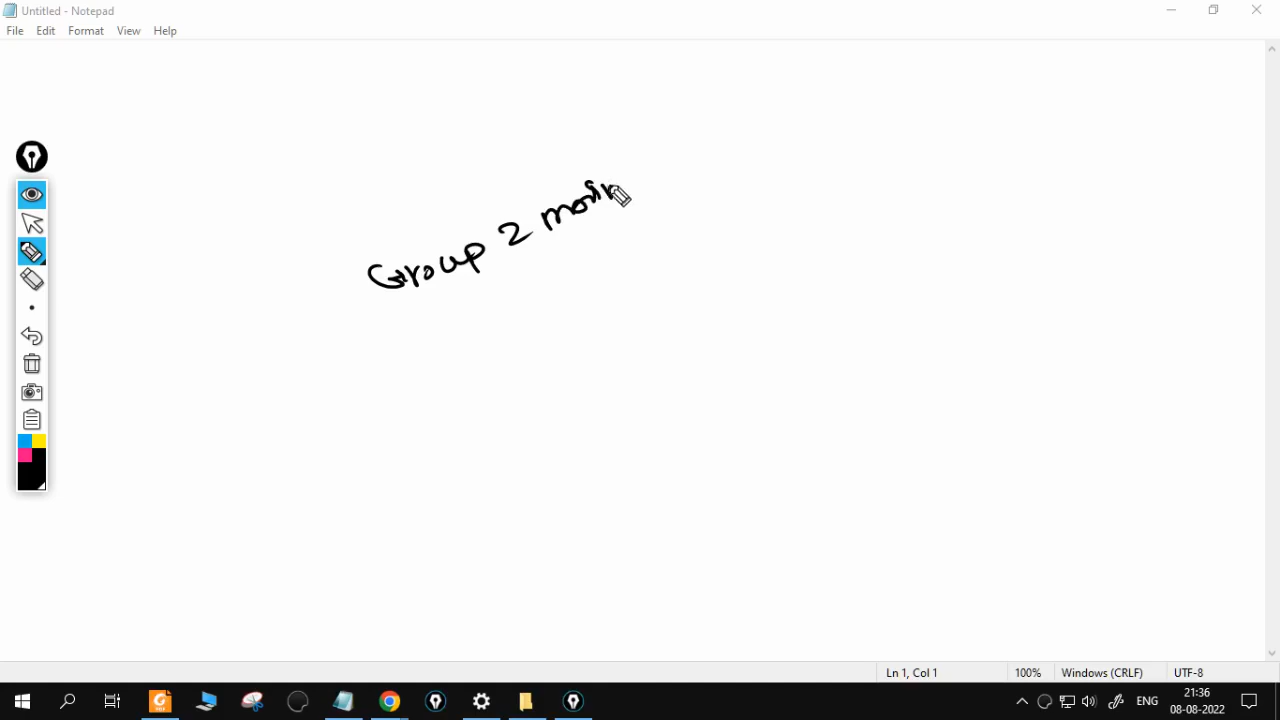 Untitled - Notepad
File Edit Format View Help
Group 2
Ln 1, Col 1 100% Windows (CRLF) UTF-8
ENG
21:36
08-08-2022